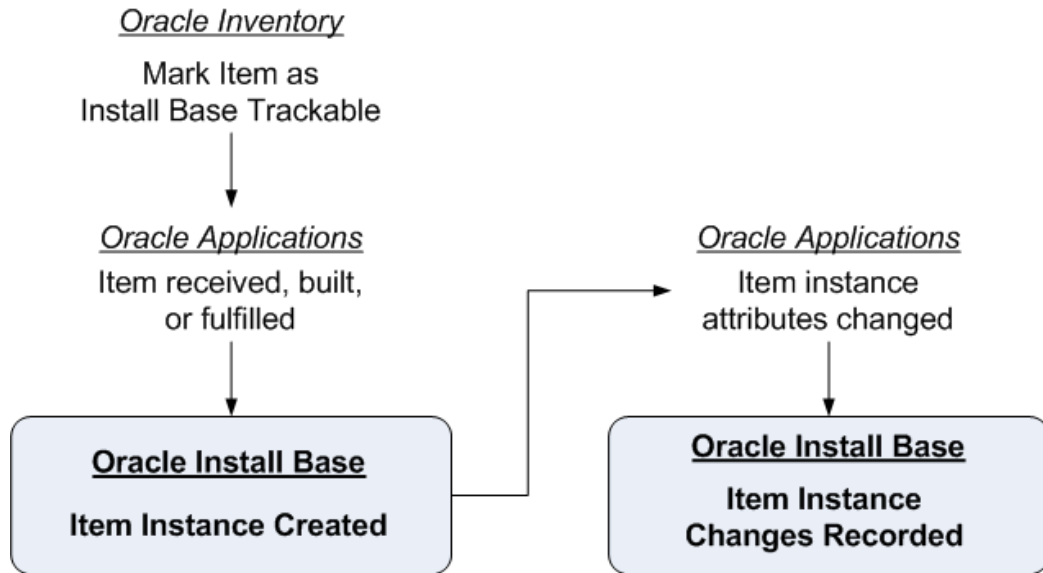 Oracle Inventory
Mark Item as
Install Base Trackable
Oracle Applications
Item received, built,
or fulfilled
Oracle Install Base
Item Instance Created
Oracle Applications
Item instance
attributes changed
Oracle Install Base
Item Instance
Changes Recorded